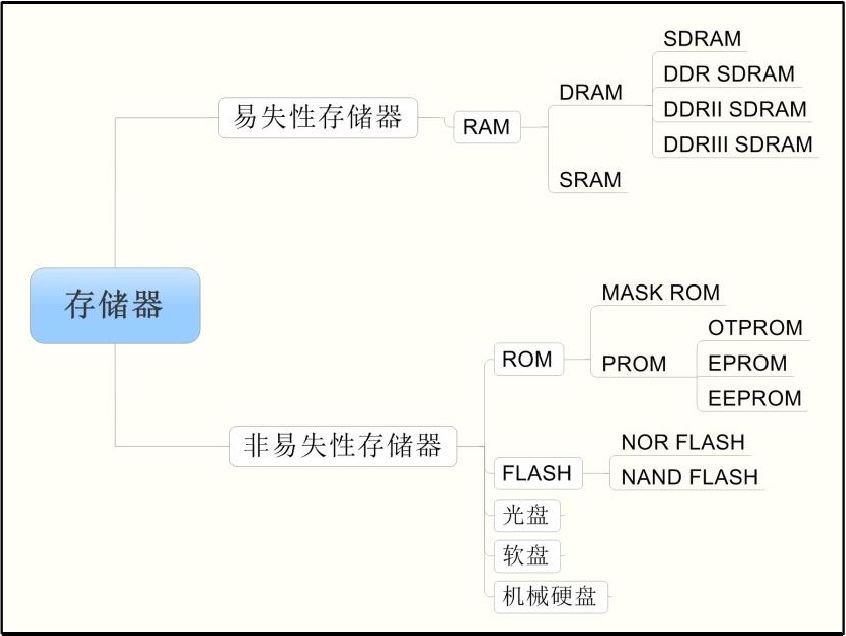 存储器
易失性存储器
RAM
DRAM
SDRAM
DDR SDRAM
DDRII SDRAM
DDRIII SDRAM
SRAM
非易失性存储器
ROM
MASK ROM
PROM
OTPROM
EPROM
EEPROM
FLASH
NOR FLASH
NAND FLASH
光盘
软盘
机械硬盘